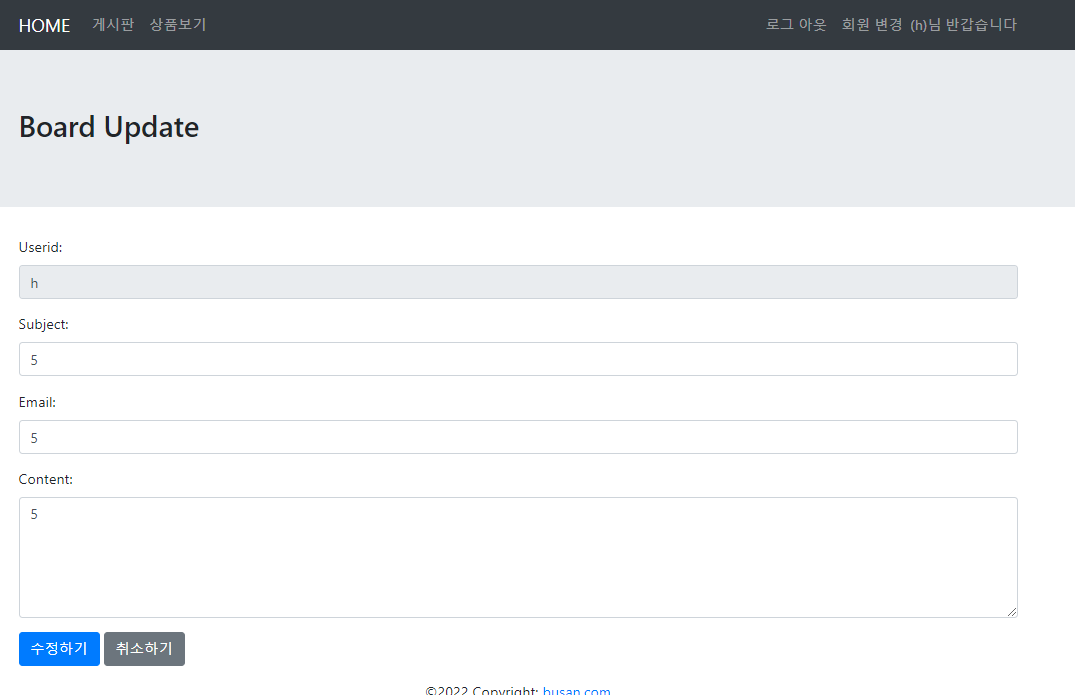 HOME 게시판 상품보기 로그 아웃 회원 변경 (h)님 반갑습니다
Board Update
Userid:
h
Subject:
5
Email:
5
Content:
5
수정하기 취소하기
©2022 Copyright: busan.com